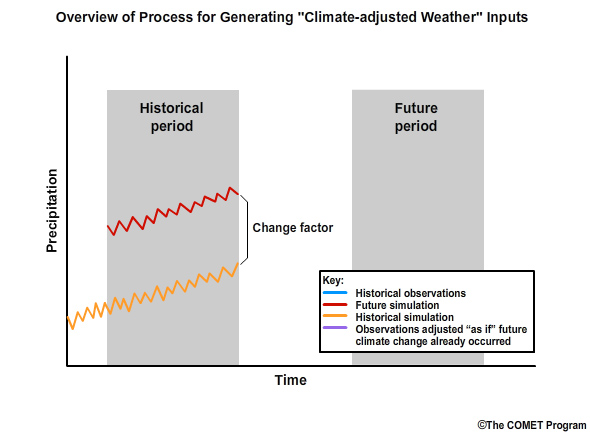 Overview of Process for Generating "Climate-adjusted Weather" Inputs
Historical
period
Future
period
Precipitation
Change factor
Key:
Historical observations
Future simulation
Historical simulation
Observations adjusted “as if” future
climate change already occurred
Time
©The COMET Program